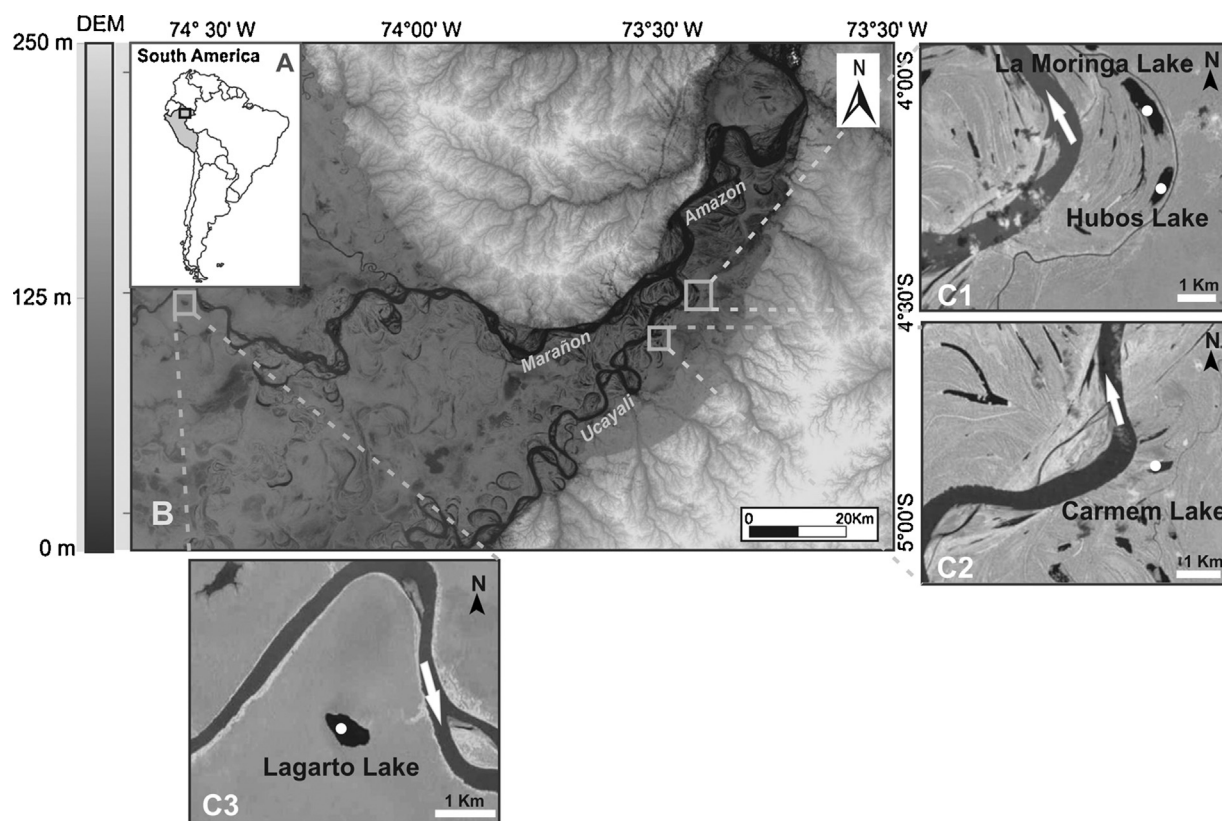 DEM
74° 30' W
74°00' W
73°30' W
73°30' W
250 m
125 m
0 m
South America
A
N
4°00'S
4°30'S
5°00'S
Amazon
Marañon
Ucayali
B
0
20Km
La Moringa Lake
N
Hubos Lake
C1
1 Km
N
Carmem Lake
C2
1 Km
N
Lagarto Lake
C3
1 Km